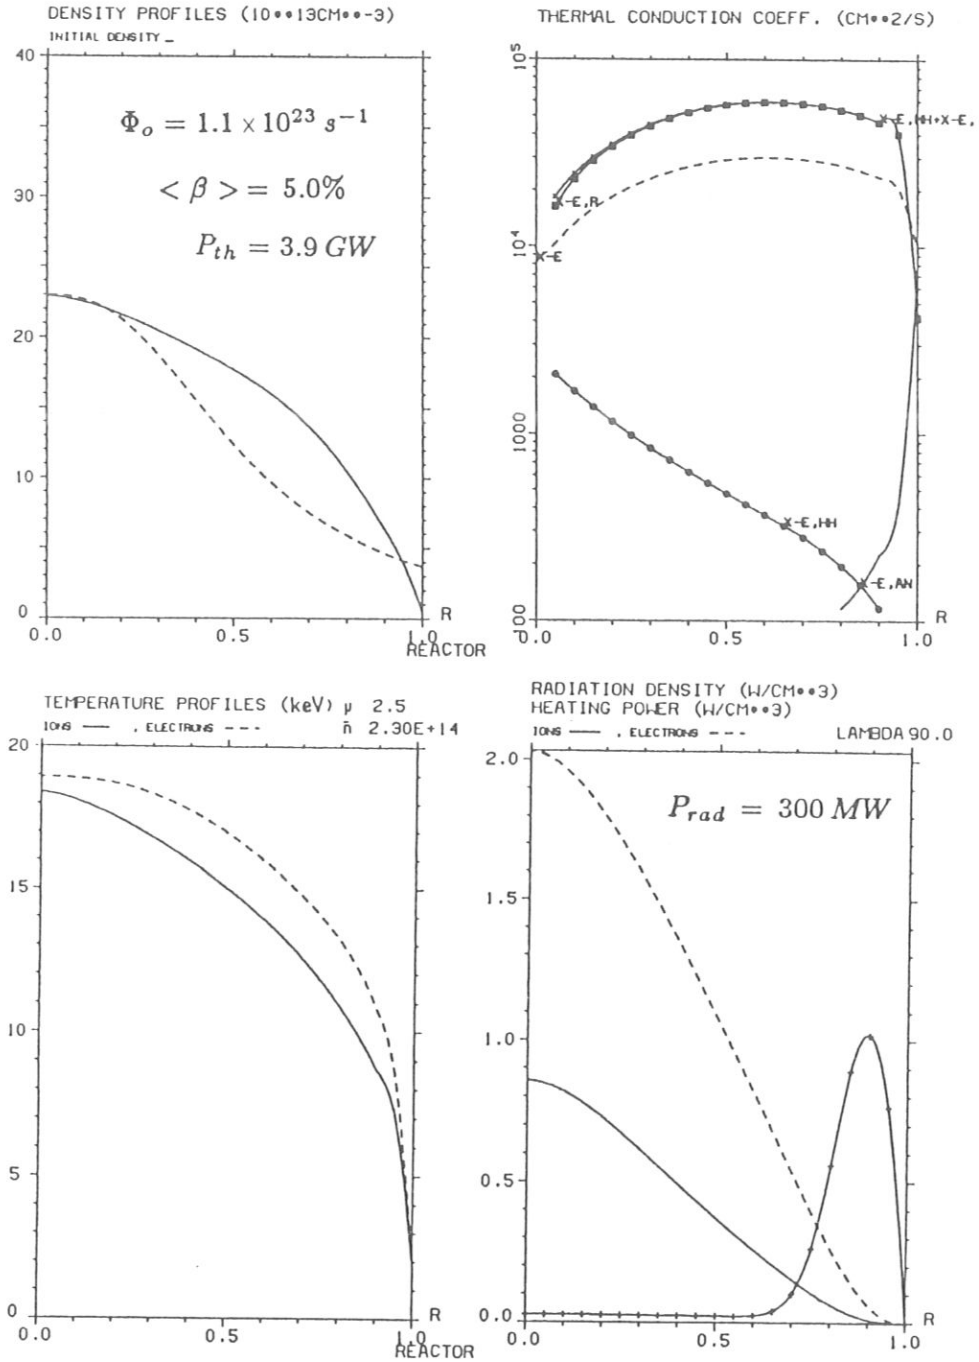 DENSITY PROFILES (10**13CM**-3)
INITIAL DENSITY _
40
30
20
10
0
Φo = 1.1 × 10^23 s^-1
< β > = 5.0%
P_th = 3.9 GW
0.0 0.5 1.0
R
REACTOR
THERMAL CONDUCTION COEFF. (CM**2/S)
10^5
10^4
1000
X-E,HH+X-E,
X-E,R
X-E
X-E,HH
X-E,AN
0.0 0.5 1.0
R
TEMPERATURE PROFILES (keV) μ 2.5
IONS —— , ELECTRONS --- n̄ 2.30E+14
20
15
10
5
0
0.0 0.5 1.0
R
REACTOR
RADIATION DENSITY (W/CM**3)
HEATING POWER (W/CM**3)
IONS —— , ELECTRONS --- LAMBDA 90.0
2.0
1.5
1.0
0.5
0.0
P_rad = 300 MW
0.0 0.5 1.0
R